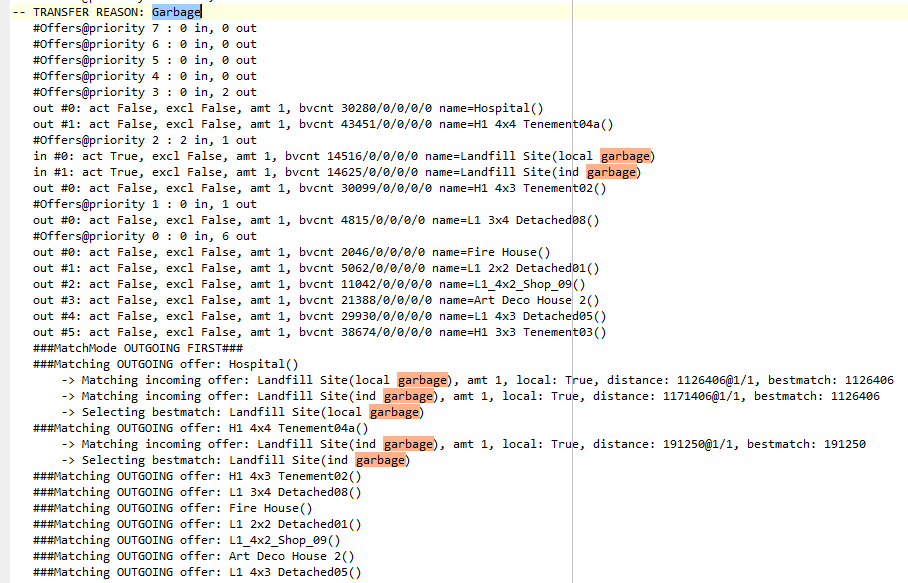 -- TRANSFER REASON: Garbage
#Offers@priority 7 : 0 in, 0 out
#Offers@priority 6 : 0 in, 0 out
#Offers@priority 5 : 0 in, 0 out
#Offers@priority 4 : 0 in, 0 out
#Offers@priority 3 : 0 in, 2 out
out #0: act False, excl False, amt 1, bvcnt 30280/0/0/0/0 name=Hospital()
out #1: act False, excl False, amt 1, bvcnt 43451/0/0/0/0 name=H1 4x4 Tenement04a()
#Offers@priority 2 : 2 in, 1 out
in #0: act True, excl False, amt 1, bvcnt 14516/0/0/0/0 name=Landfill Site(local garbage)
in #1: act True, excl False, amt 1, bvcnt 14625/0/0/0/0 name=Landfill Site(ind garbage)
out #0: act False, excl False, amt 1, bvcnt 30099/0/0/0/0 name=H1 4x3 Tenement02()
#Offers@priority 1 : 0 in, 1 out
out #0: act False, excl False, amt 1, bvcnt 4815/0/0/0/0 name=L1 3x4 Detached08()
#Offers@priority 0 : 0 in, 6 out
out #0: act False, excl False, amt 1, bvcnt 2046/0/0/0/0 name=Fire House()
out #1: act False, excl False, amt 1, bvcnt 5062/0/0/0/0 name=L1 2x2 Detached01()
out #2: act False, excl False, amt 1, bvcnt 11042/0/0/0/0 name=L1_4x2_Shop_09()
out #3: act False, excl False, amt 1, bvcnt 21388/0/0/0/0 name=Art Deco House 2()
out #4: act False, excl False, amt 1, bvcnt 29930/0/0/0/0 name=L1 4x3 Detached05()
out #5: act False, excl False, amt 1, bvcnt 38674/0/0/0/0 name=H1 3x3 Tenement03()
###MatchMode OUTGOING FIRST###
###Matching OUTGOING offer: Hospital()
-> Matching incoming offer: Landfill Site(local garbage), amt 1, local: True, distance: 1126406@1/1, bestmatch: 1126406
-> Matching incoming offer: Landfill Site(ind garbage), amt 1, local: True, distance: 1171406@1/1, bestmatch: 1126406
-> Selecting bestmatch: Landfill Site(local garbage)
###Matching OUTGOING offer: H1 4x4 Tenement04a()
-> Matching incoming offer: Landfill Site(ind garbage), amt 1, local: True, distance: 191250@1/1, bestmatch: 191250
-> Selecting bestmatch: Landfill Site(ind garbage)
###Matching OUTGOING offer: H1 4x3 Tenement02()
###Matching OUTGOING offer: L1 3x4 Detached08()
###Matching OUTGOING offer: Fire House()
###Matching OUTGOING offer: L1 2x2 Detached01()
###Matching OUTGOING offer: L1_4x2_Shop_09()
###Matching OUTGOING offer: Art Deco House 2()
###Matching OUTGOING offer: L1 4x3 Detached05()